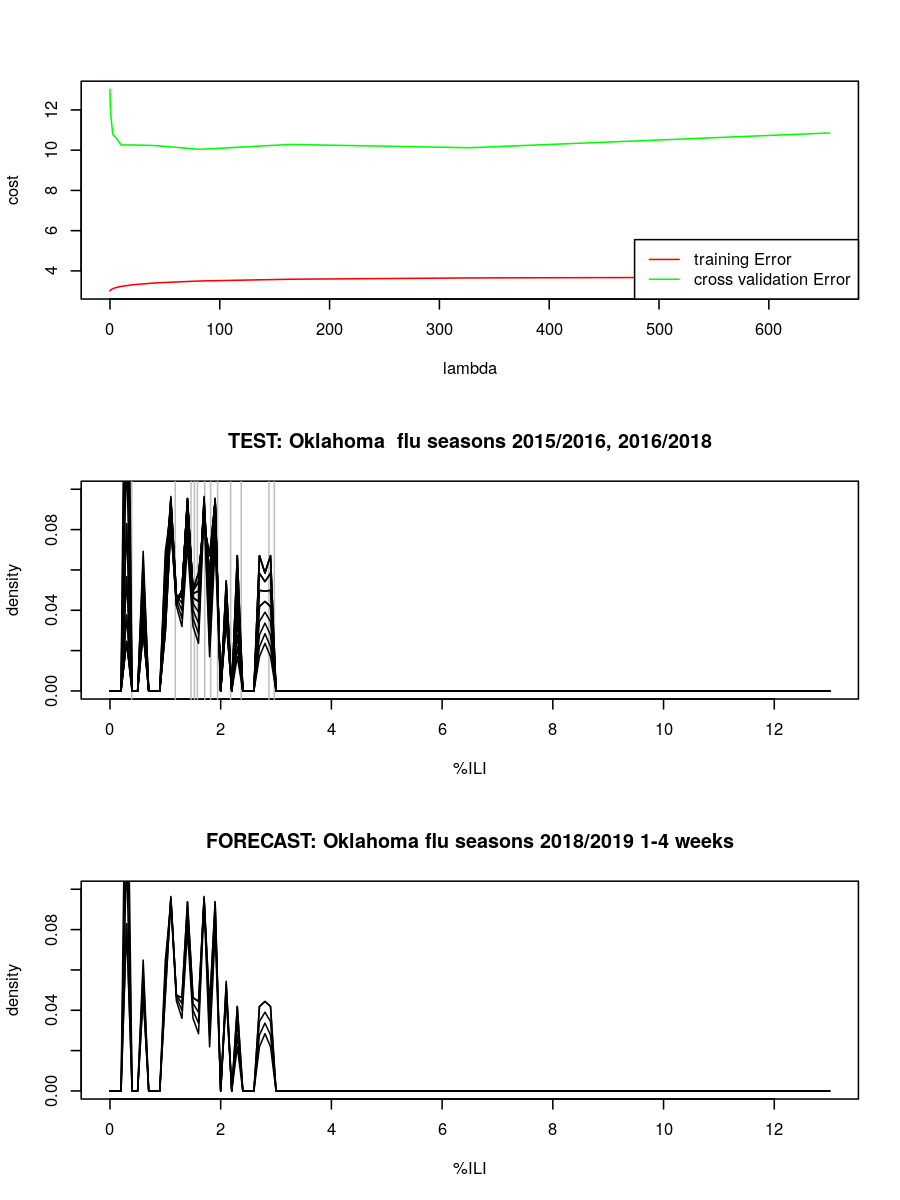 12
10
8
6
4
cost
training Error
cross validation Error
0 100 200 300 400 500 600
lambda
TEST: Oklahoma  flu seasons 2015/2016, 2016/2018
0.08
0.04
0.00
density
0 2 4 6 8 10 12
%ILI
FORECAST: Oklahoma flu seasons 2018/2019 1-4 weeks
0.08
0.04
0.00
density
0 2 4 6 8 10 12
%ILI